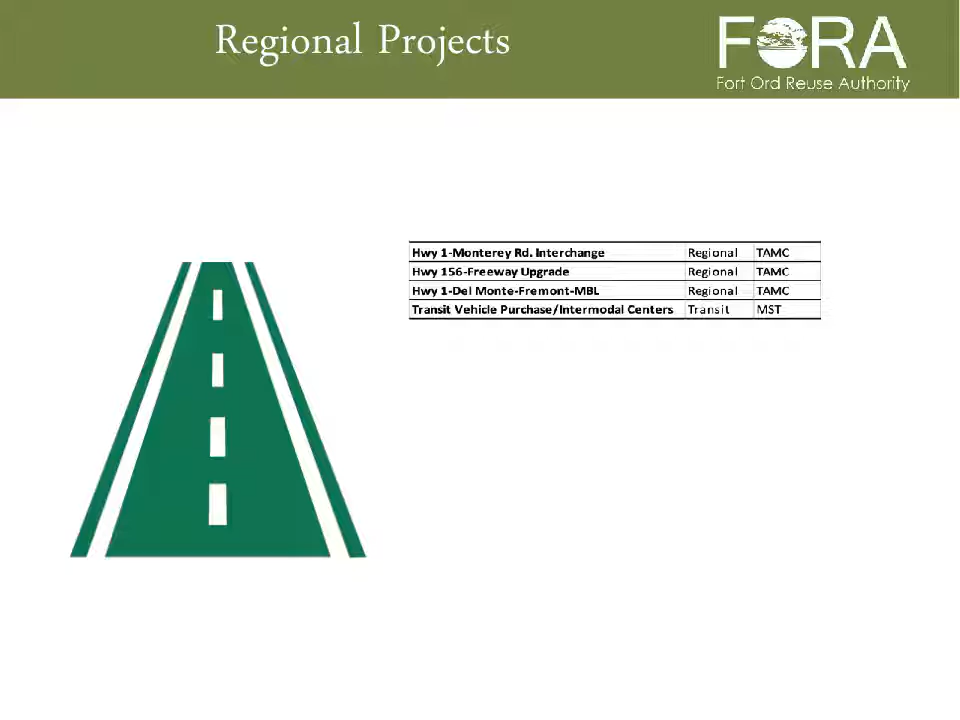 Regional Projects
FORA
Fort Ord Reuse Authority
Hwy 1-Monterey Rd. Interchange Regional TAMC
Hwy 156-Freeway Upgrade Regional TAMC
Hwy 1-Del Monte-Fremont-MBL Regional TAMC
Transit Vehicle Purchase/Intermodal Centers Transit MST